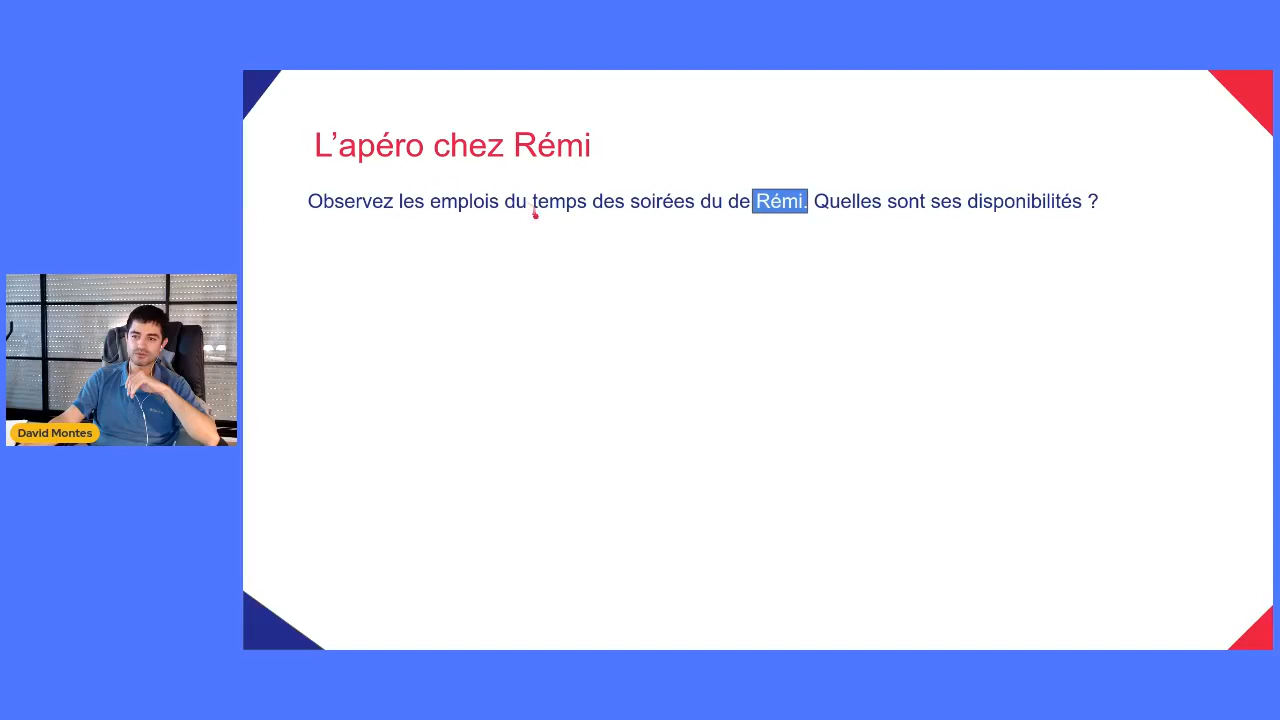 L'apéro chez Rémi
Observez les emplois du temps des soirées du de Rémi. Quelles sont ses disponibilités ?
David Montes